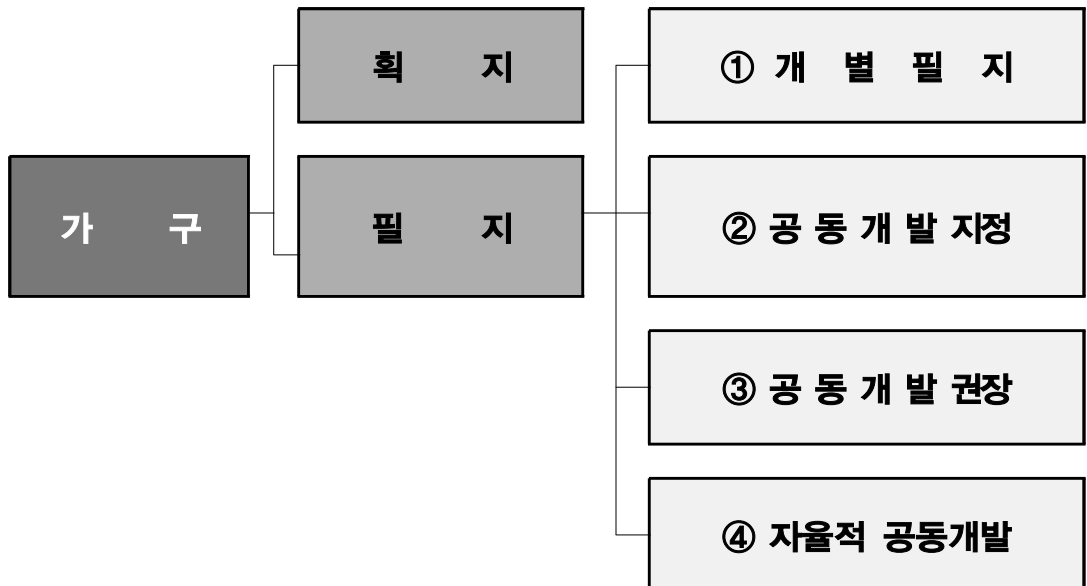 획 지
① 개 별 필 지
가 구
필 지
② 공 동 개 발 지정
③ 공 동 개 발 권장
④ 자율적 공동개발